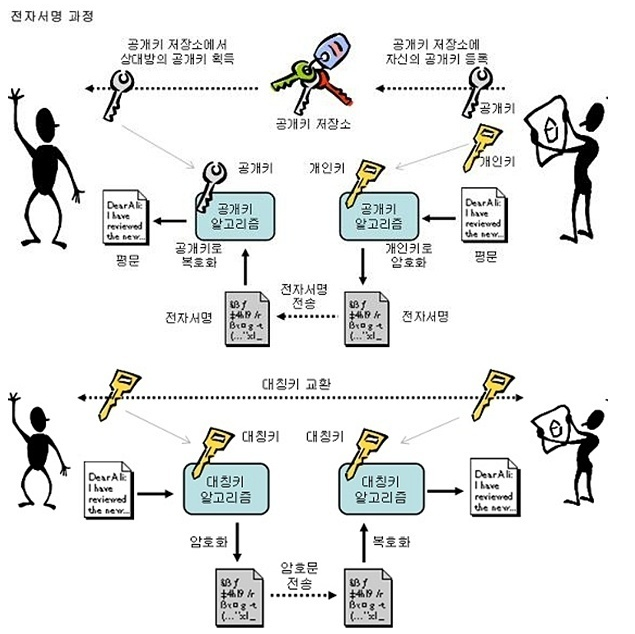 전자서명 과정
공개키 저장소에서
상대방의 공개키 획득
공개키 저장소에
자신의 공개키 등록
공개키 저장소
공개키
개인키
공개키
개인키
공개키
알고리즘
공개키
알고리즘
DearAli:
I have
reviewed
the new...
DearAli:
I have
reviewed
the new...
평문
공개키로
복호화
개인키로
암호화
평문
전자서명
전자서명
전송
전자서명
대칭키 교환
대칭키
대칭키
DearAli:
I have
reviewed
the new...
대칭키
알고리즘
대칭키
알고리즘
DearAli:
I have
reviewed
the new...
암호화
복호화
암호문
전송